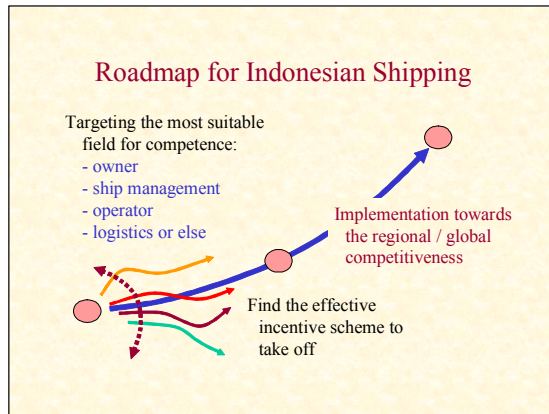 Roadmap for Indonesian Shipping
Targeting the most suitable
field for competence:
- owner
- ship management
- operator
- logistics or else
Implementation towards
the regional / global
competitiveness
Find the effective
incentive scheme to
take off